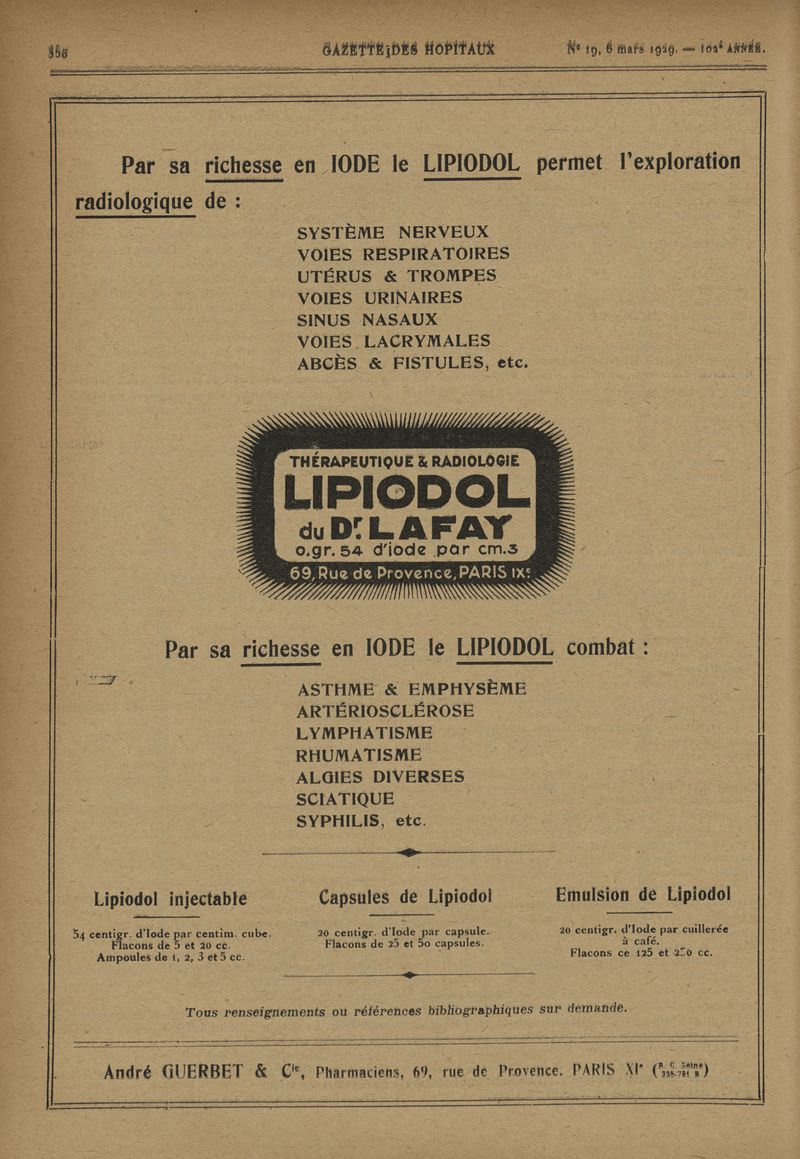 GAZETTE DES HOPITAUX
N° 19, 6 mars 1929. — 102e ANNÉE.
Par sa richesse en IODE le LIPIODOL permet l'exploration
radiologique de :
SYSTÈME NERVEUX
VOIES RESPIRATOIRES
UTÉRUS & TROMPES
VOIES URINAIRES
SINUS NASAUX
VOIES LACRYMALES
ABCÈS & FISTULES, etc.
THÉRAPEUTIQUE & RADIOLOGIE
LIPIODOL
du Dr. LAFAY
0.gr. 54 d'iode par cm.3
69, Rue de Provence, PARIS IXe
Par sa richesse en IODE le LIPIODOL combat :
ASTHME & EMPHYSÈME
ARTÉRIOSCLÉROSE
LYMPHATISME
RHUMATISME
ALGIES DIVERSES
SCIATIQUE
SYPHILIS, etc.
Lipiodol injectable
54 centigr. d'Iode par centim. cube.
Flacons de 5 et 20 cc.
Ampoules de 1, 2, 3 et 5 cc.
Capsules de Lipiodol
20 centigr. d'Iode par capsule.
Flacons de 25 et 50 capsules.
Emulsion de Lipiodol
20 centigr. d'Iode par cuillerée
à café.
Flacons ce 125 et 250 cc.
Tous renseignements ou références bibliographiques sur demande.
André GUERBET & Cie, Pharmaciens, 69, rue de Provence. PARIS (R. C. Seine